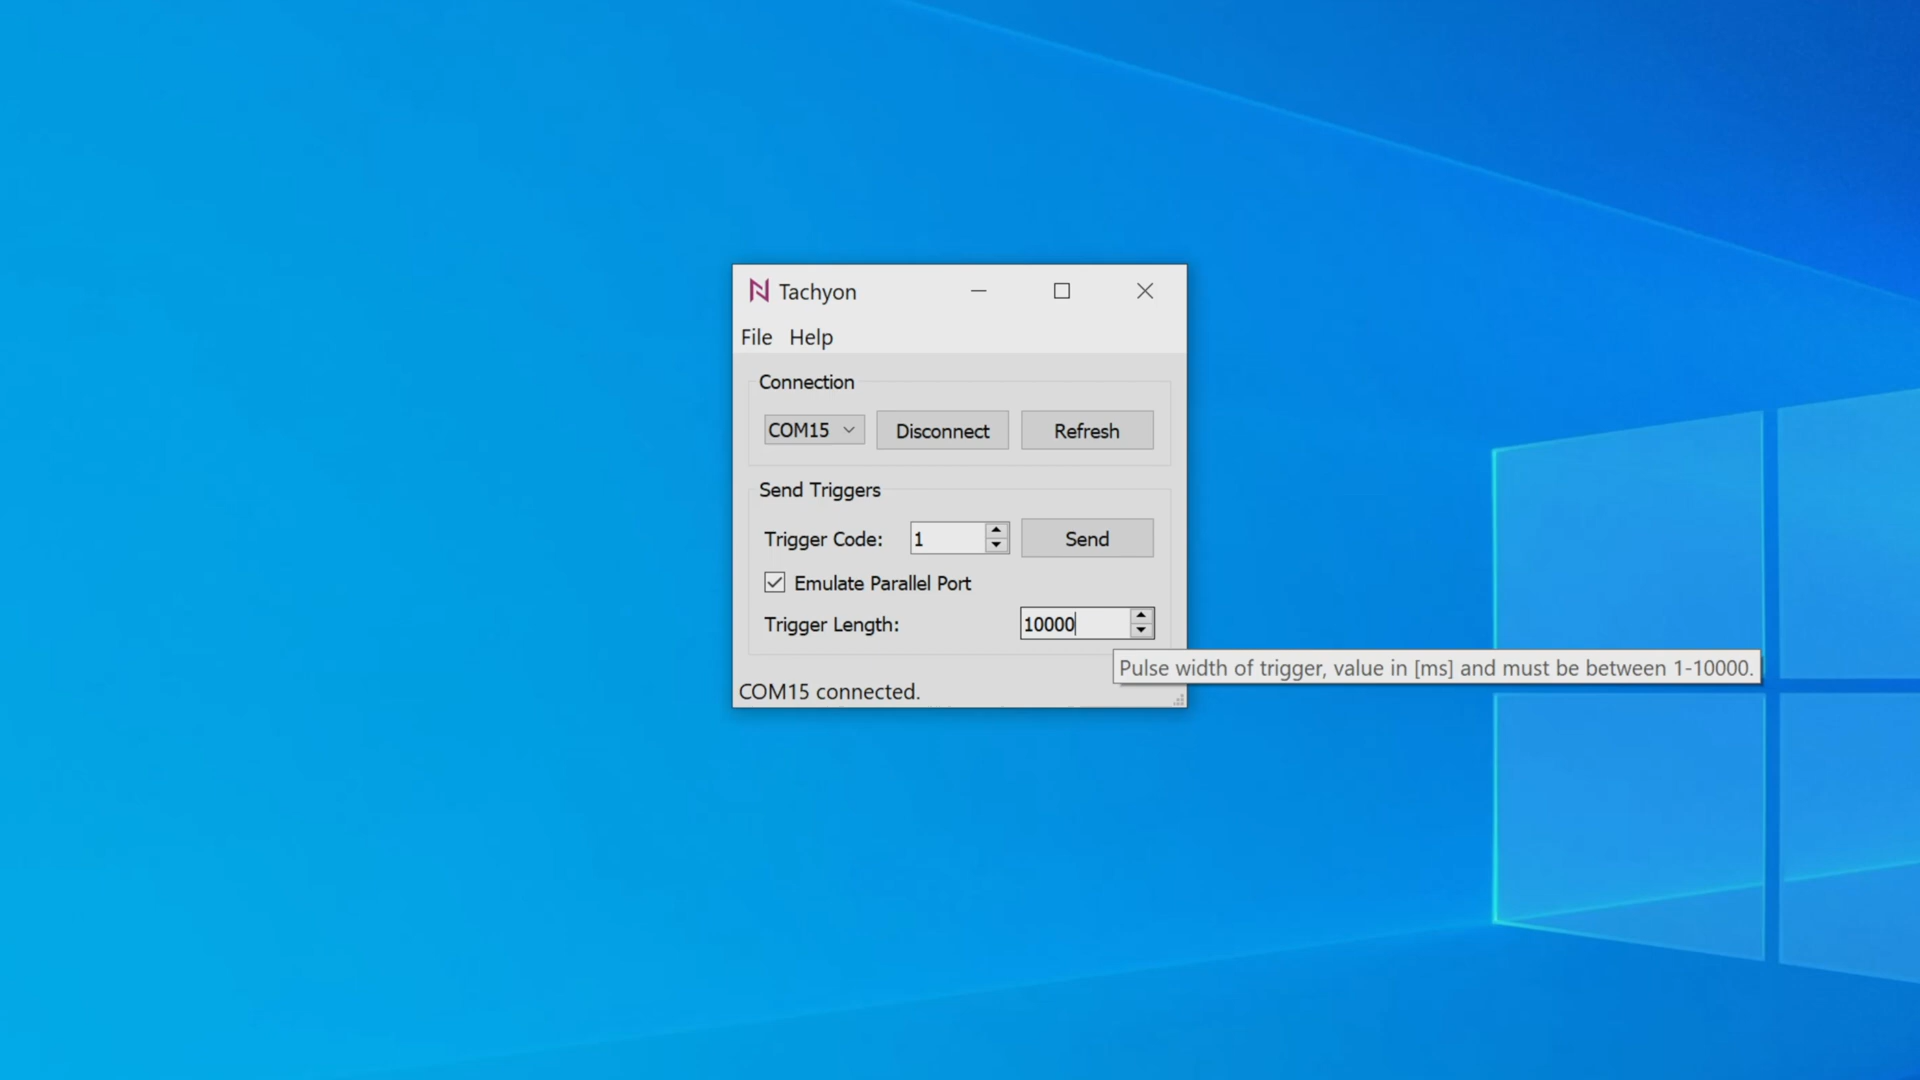 Tachyon
File Help
Connection
COM15 Disconnect Refresh
Send Triggers
Trigger Code: 1 Send
Emulate Parallel Port
Trigger Length: 10000
Pulse width of trigger, value in [ms] and must be between 1-10000.
COM15 connected.